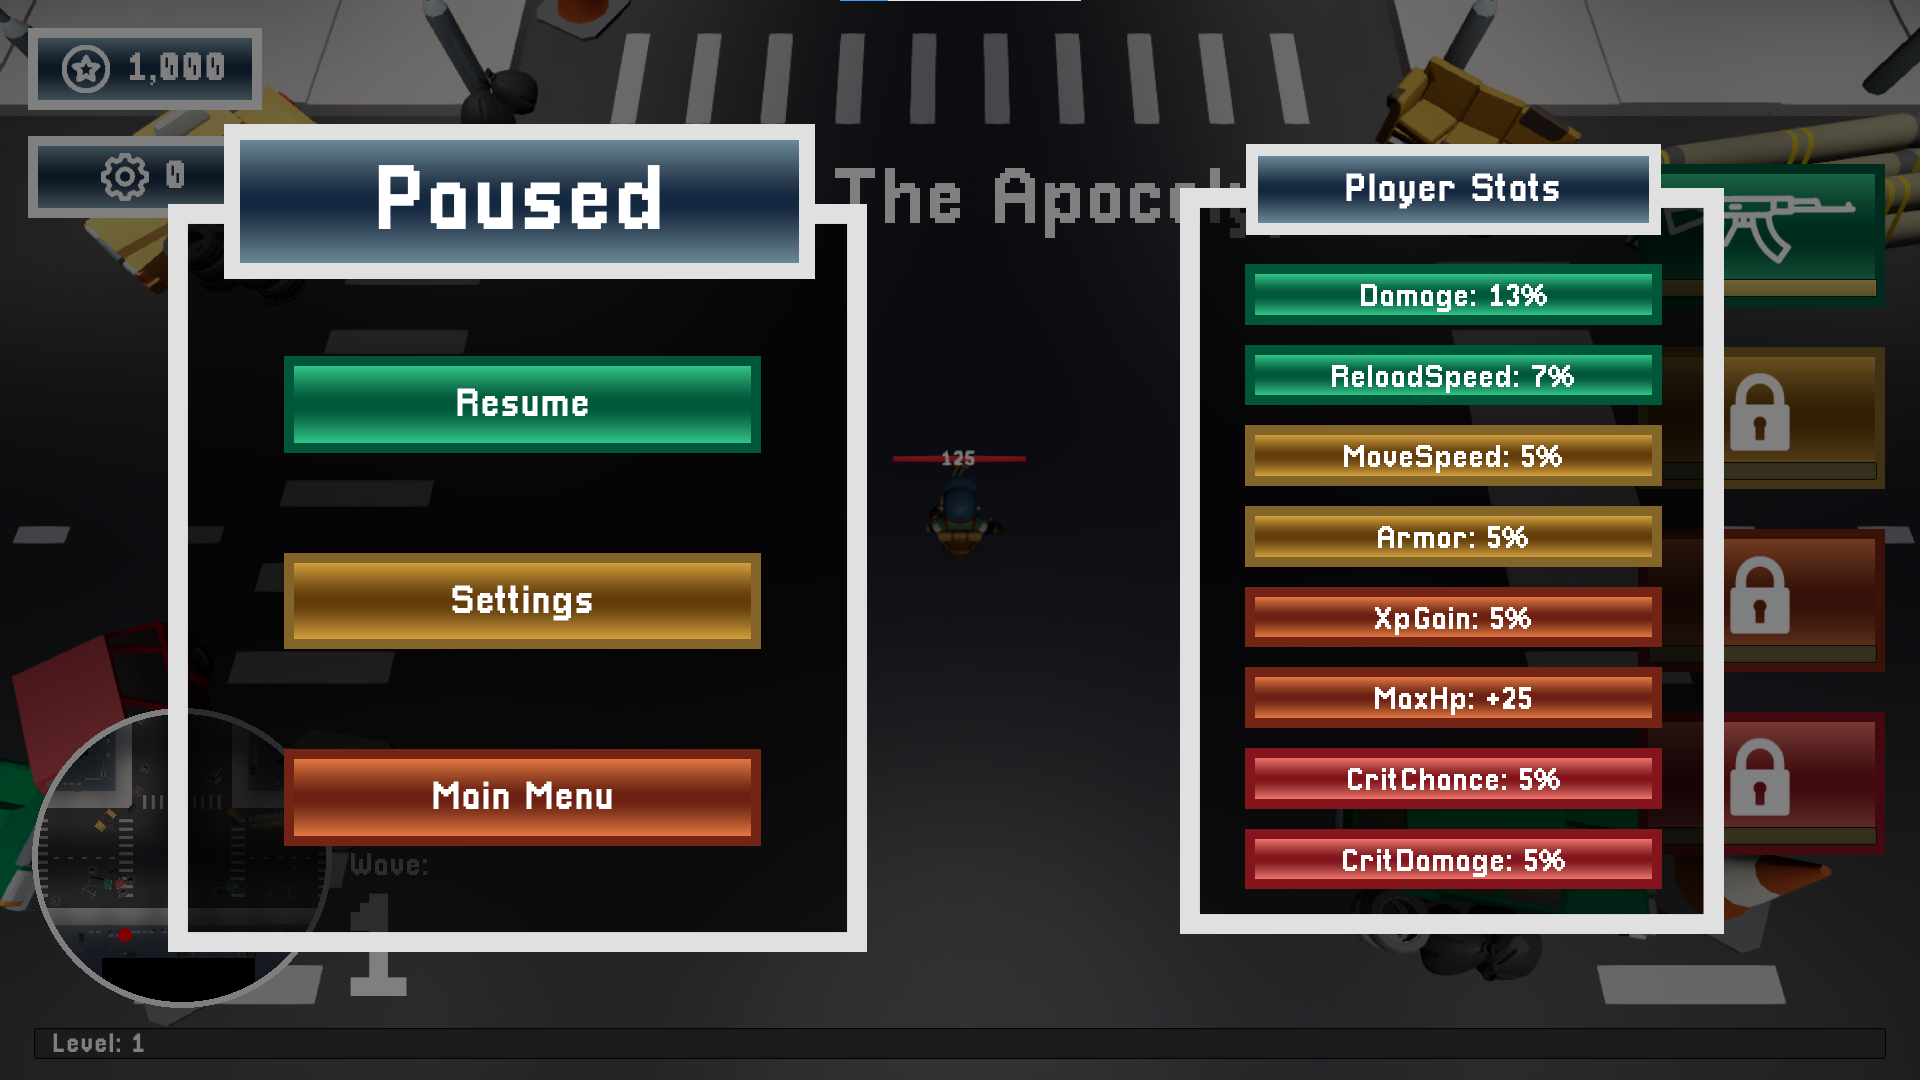 1,000
0
Paused
The Apocaly
Player Stats
Damage: 13%
Resume
ReloadSpeed: 7%
MoveSpeed: 5%
125
Armor: 5%
Settings
XpGain: 5%
MaxHp: +25
Main Menu
CritChance: 5%
CritDamage: 5%
Wave:
1
Level: 1